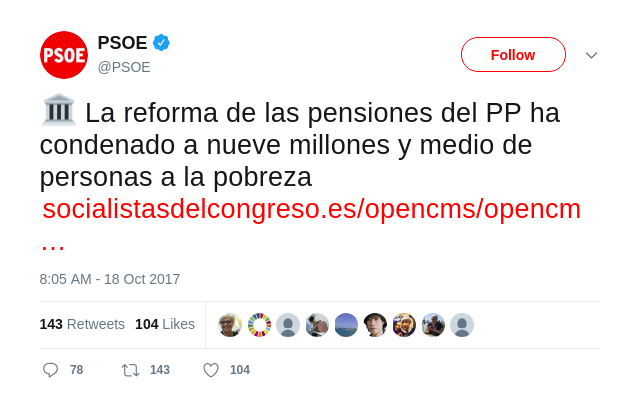 PSOE
PSOE
@PSOE
Follow
🏛 La reforma de las pensiones del PP ha
condenado a nueve millones y medio de
personas a la pobreza
socialistasdelcongreso.es/opencms/opencm
…
8:05 AM - 18 Oct 2017
143 Retweets 104 Likes
78 143 104